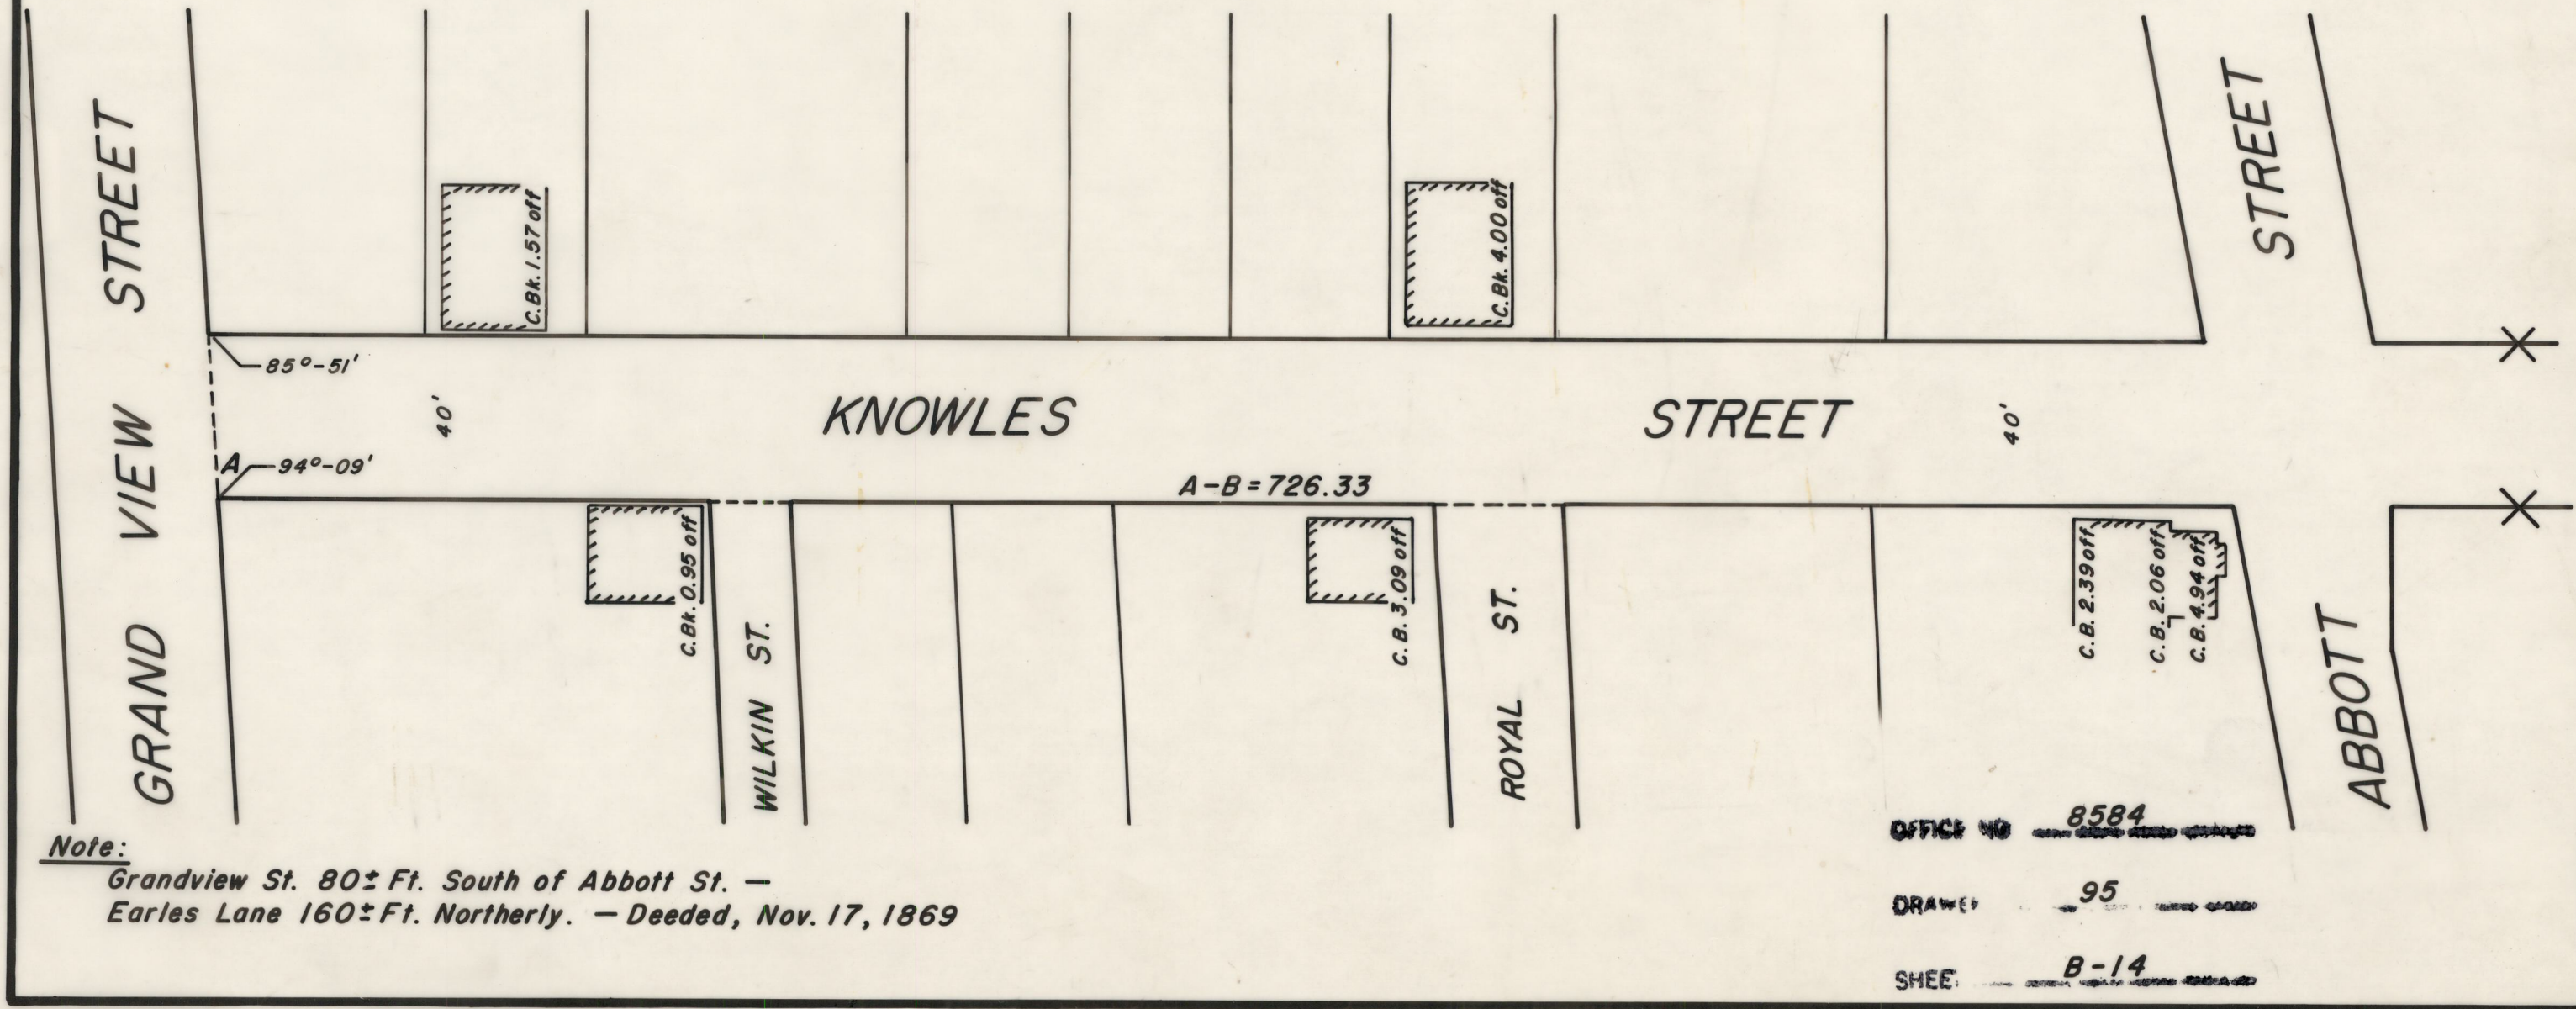 GRAND VIEW STREET
C.Bk. 1.57 off
C.Bk. 4.00 off
STREET
85°-51'
40'
KNOWLES STREET
40'
A
94°-09'
A-B=726.33
C.Bk. 0.95 off
WILKIN ST.
C.B. 3.09 off
ROYAL ST.
C.B. 2.39 off
C.B. 2.06 off
C.B. 4.94 off
ABBOTT
Note:
Grandview St. 80± Ft. South of Abbott St. —
Earles Lane 160± Ft. Northerly. — Deeded, Nov. 17, 1869
OFFICE NO 8584
DRAWER 95
SHEE B-14